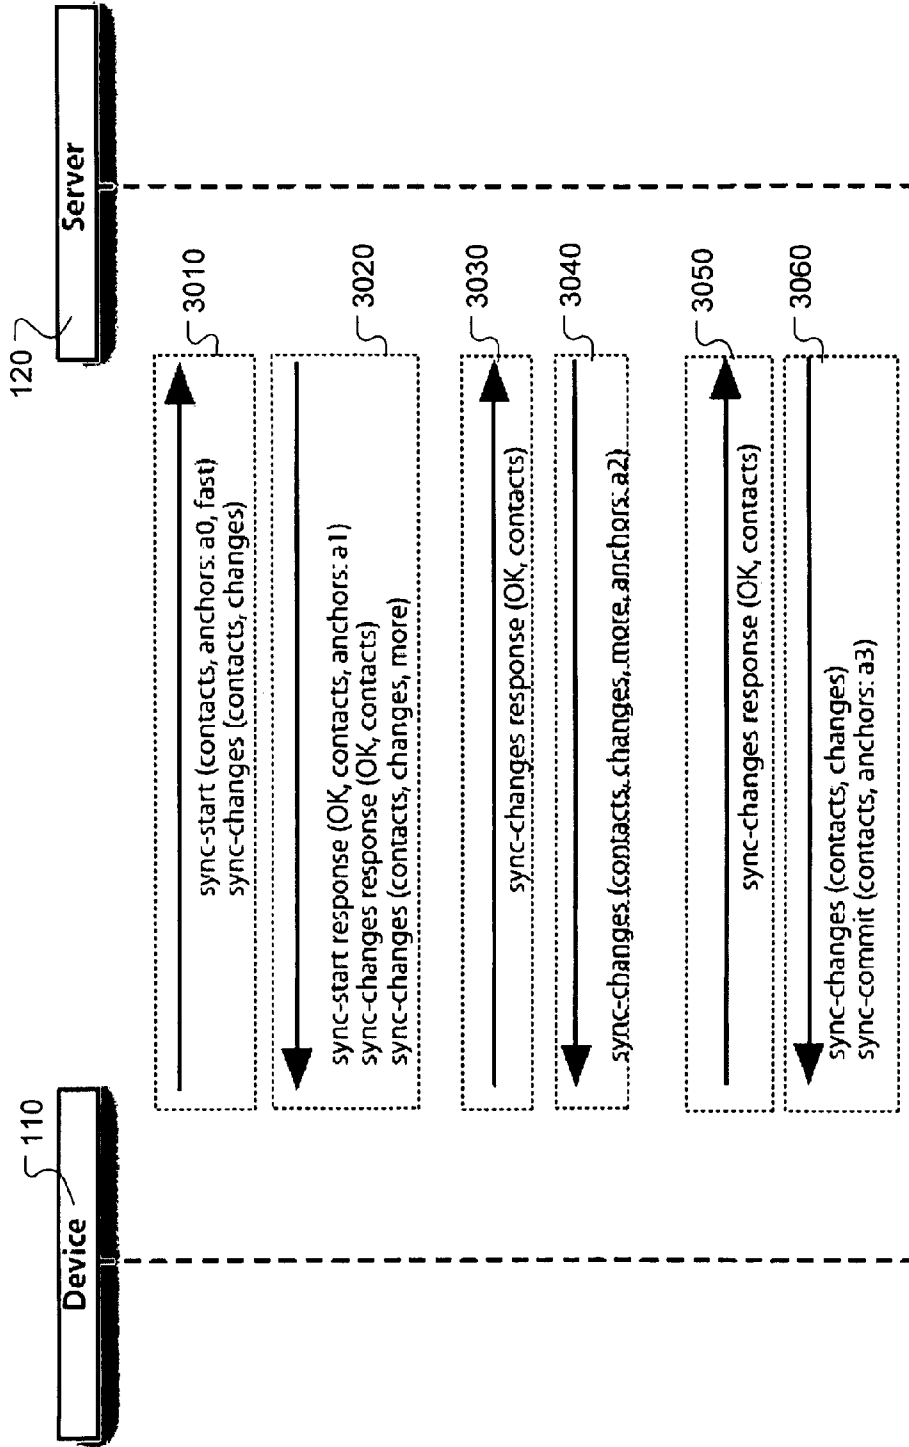 Device
110
Server
120
sync-start (contacts, anchors: a0, fast)
sync-changes (contacts, changes)
3010
sync-start response (OK, contacts, anchors: a1)
sync-changes response (OK, contacts)
sync-changes (contacts, changes, more)
3020
sync-changes response (OK, contacts)
3030
sync-changes (contacts, changes, more, anchors: a2)
3040
sync-changes response (OK, contacts)
3050
sync-changes (contacts, changes)
sync-commit (contacts, anchors: a3)
3060